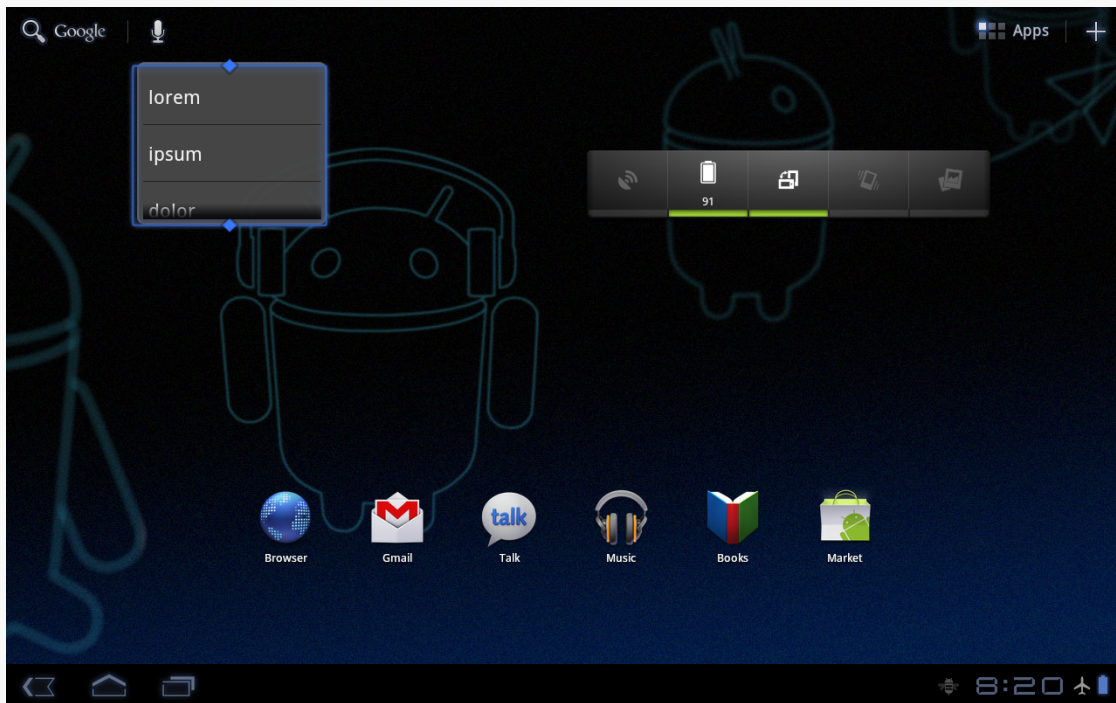 Google
Apps
lorem
ipsum
dolor
91
talk
Browser
Gmail
Talk
Music
Books
Market
8:20